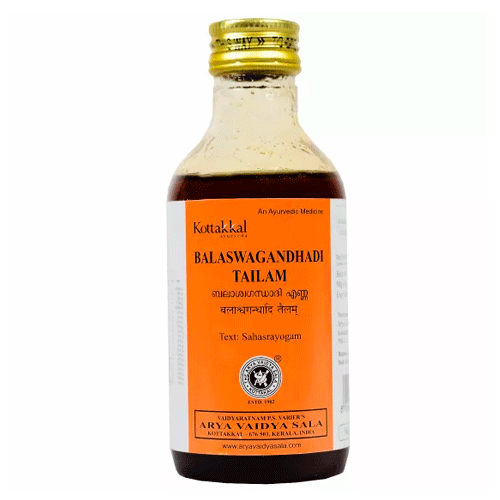 An Ayurvedic Medicine
Kottakkal
ayurveda
BALASWAGANDHADI
TAILAM
ബലാശ്വഗന്ധാദി എണ്ണ
बलाश्वगन्धादि तैलम्
Text: Sahasrayogam
®
ESTD 1902
VAIDYARATNAM P.S. VARIER'S
ARYA VAIDYA SALA
KOTTAKKAL - 676 503, KERALA, INDIA
www.aryavaidyasala.com